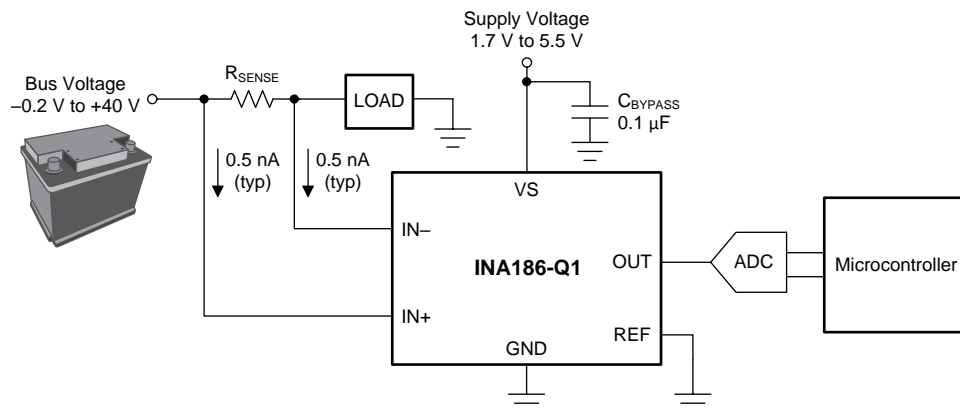 Supply Voltage
1.7 V to 5.5 V
Bus Voltage
–0.2 V to +40 V
RSENSE
LOAD
CBYPASS
0.1 µF
0.5 nA
(typ)
0.5 nA
(typ)
VS
IN–
INA186-Q1
OUT
ADC
Microcontroller
IN+
REF
GND